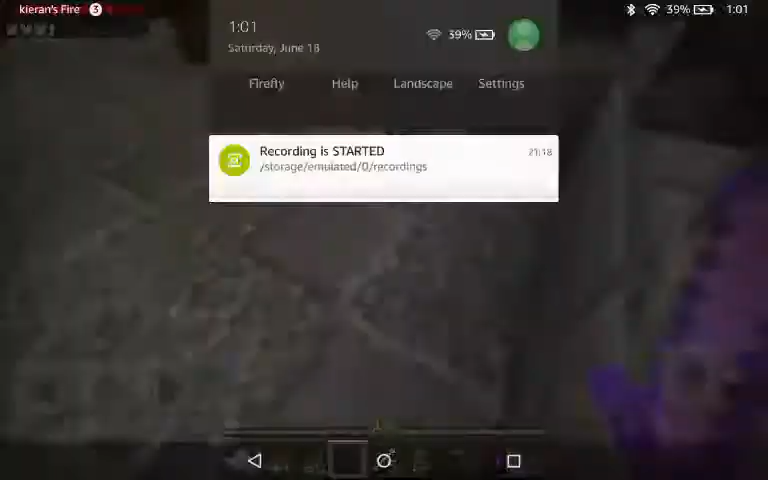 kieran's Fire 3 39% 1:01
1:01
Saturday, June 18
39%
Firefly Help Landscape Settings
Recording is STARTED 21:18
/storage/emulated/0/recordings